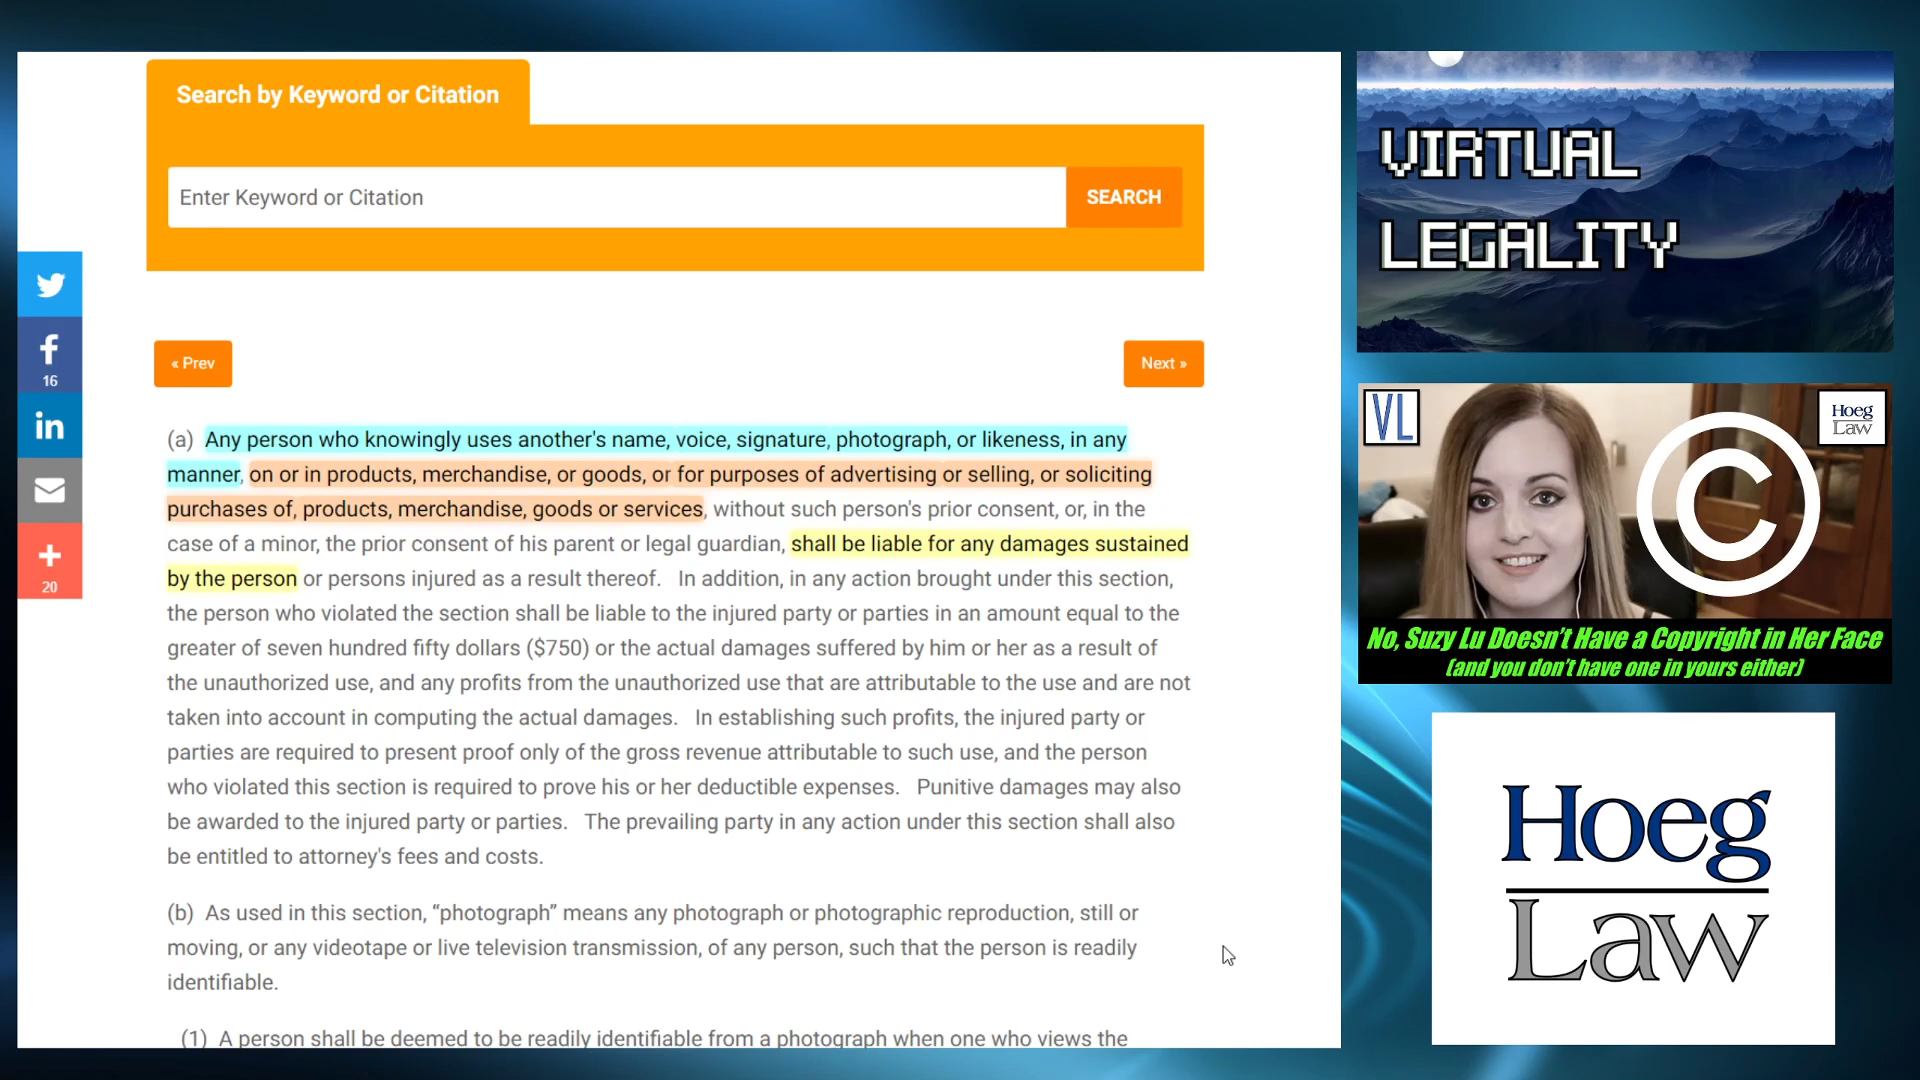 Search by Keyword or Citation
Enter Keyword or Citation
SEARCH
16
20
« Prev
Next »
(a) Any person who knowingly uses another's name, voice, signature, photograph, or likeness, in any
manner, on or in products, merchandise, or goods, or for purposes of advertising or selling, or soliciting
purchases of, products, merchandise, goods or services, without such person's prior consent, or, in the
case of a minor, the prior consent of his parent or legal guardian, shall be liable for any damages sustained
by the person or persons injured as a result thereof. In addition, in any action brought under this section,
the person who violated the section shall be liable to the injured party or parties in an amount equal to the
greater of seven hundred fifty dollars ($750) or the actual damages suffered by him or her as a result of
the unauthorized use, and any profits from the unauthorized use that are attributable to the use and are not
taken into account in computing the actual damages. In establishing such profits, the injured party or
parties are required to present proof only of the gross revenue attributable to such use, and the person
who violated this section is required to prove his or her deductible expenses. Punitive damages may also
be awarded to the injured party or parties. The prevailing party in any action under this section shall also
be entitled to attorney's fees and costs.
(b) As used in this section, “photograph” means any photograph or photographic reproduction, still or
moving, or any videotape or live television transmission, of any person, such that the person is readily
identifiable.
(1) A person shall be deemed to be readily identifiable from a photograph when one who views the
VIRTUAL
LEGALITY
VL
Hoeg
Law
©
No, Suzy Lu Doesn't Have a Copyright in Her Face
(and you don't have one in yours either)
Hoeg
Law